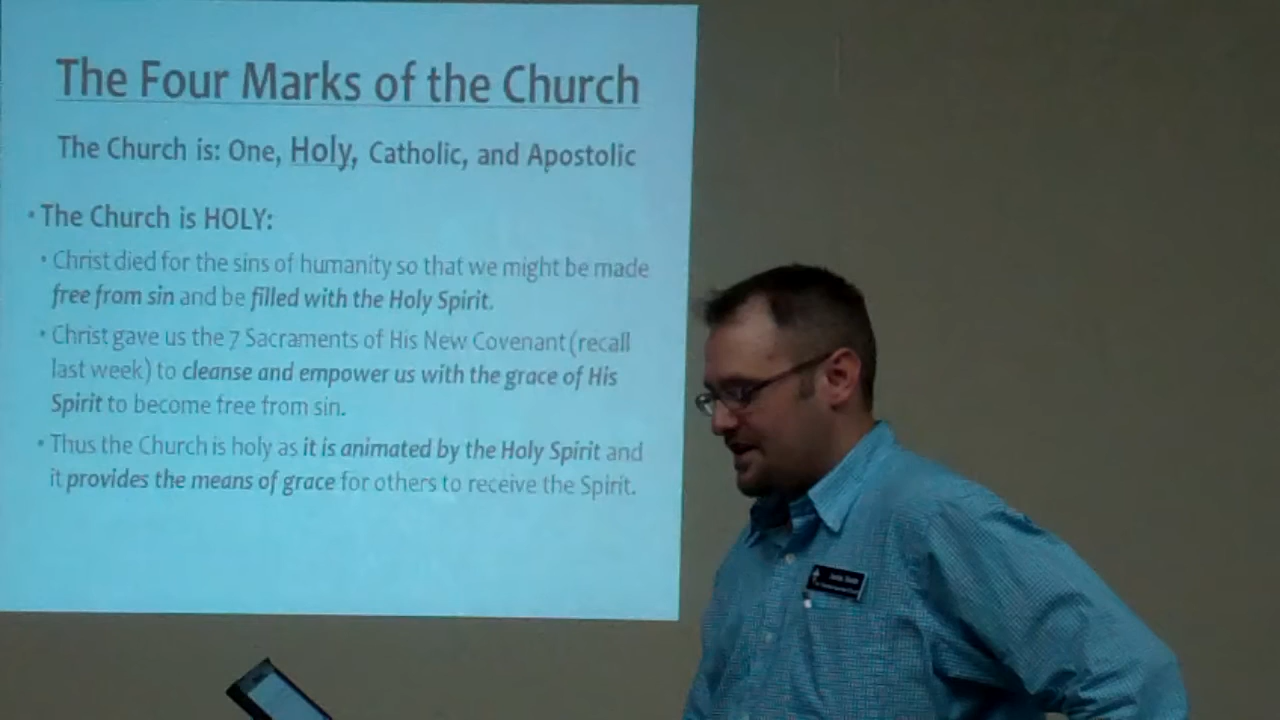 The Four Marks of the Church
The Church is: One, Holy, Catholic, and Apostolic
• The Church is HOLY:
• Christ died for the sins of humanity so that we might be made
free from sin and be filled with the Holy Spirit.
• Christ gave us the 7 Sacraments of His New Covenant (recall
last week) to cleanse and empower us with the grace of His
Spirit to become free from sin.
• Thus the Church is holy as it is animated by the Holy Spirit and
it provides the means of grace for others to receive the Spirit.